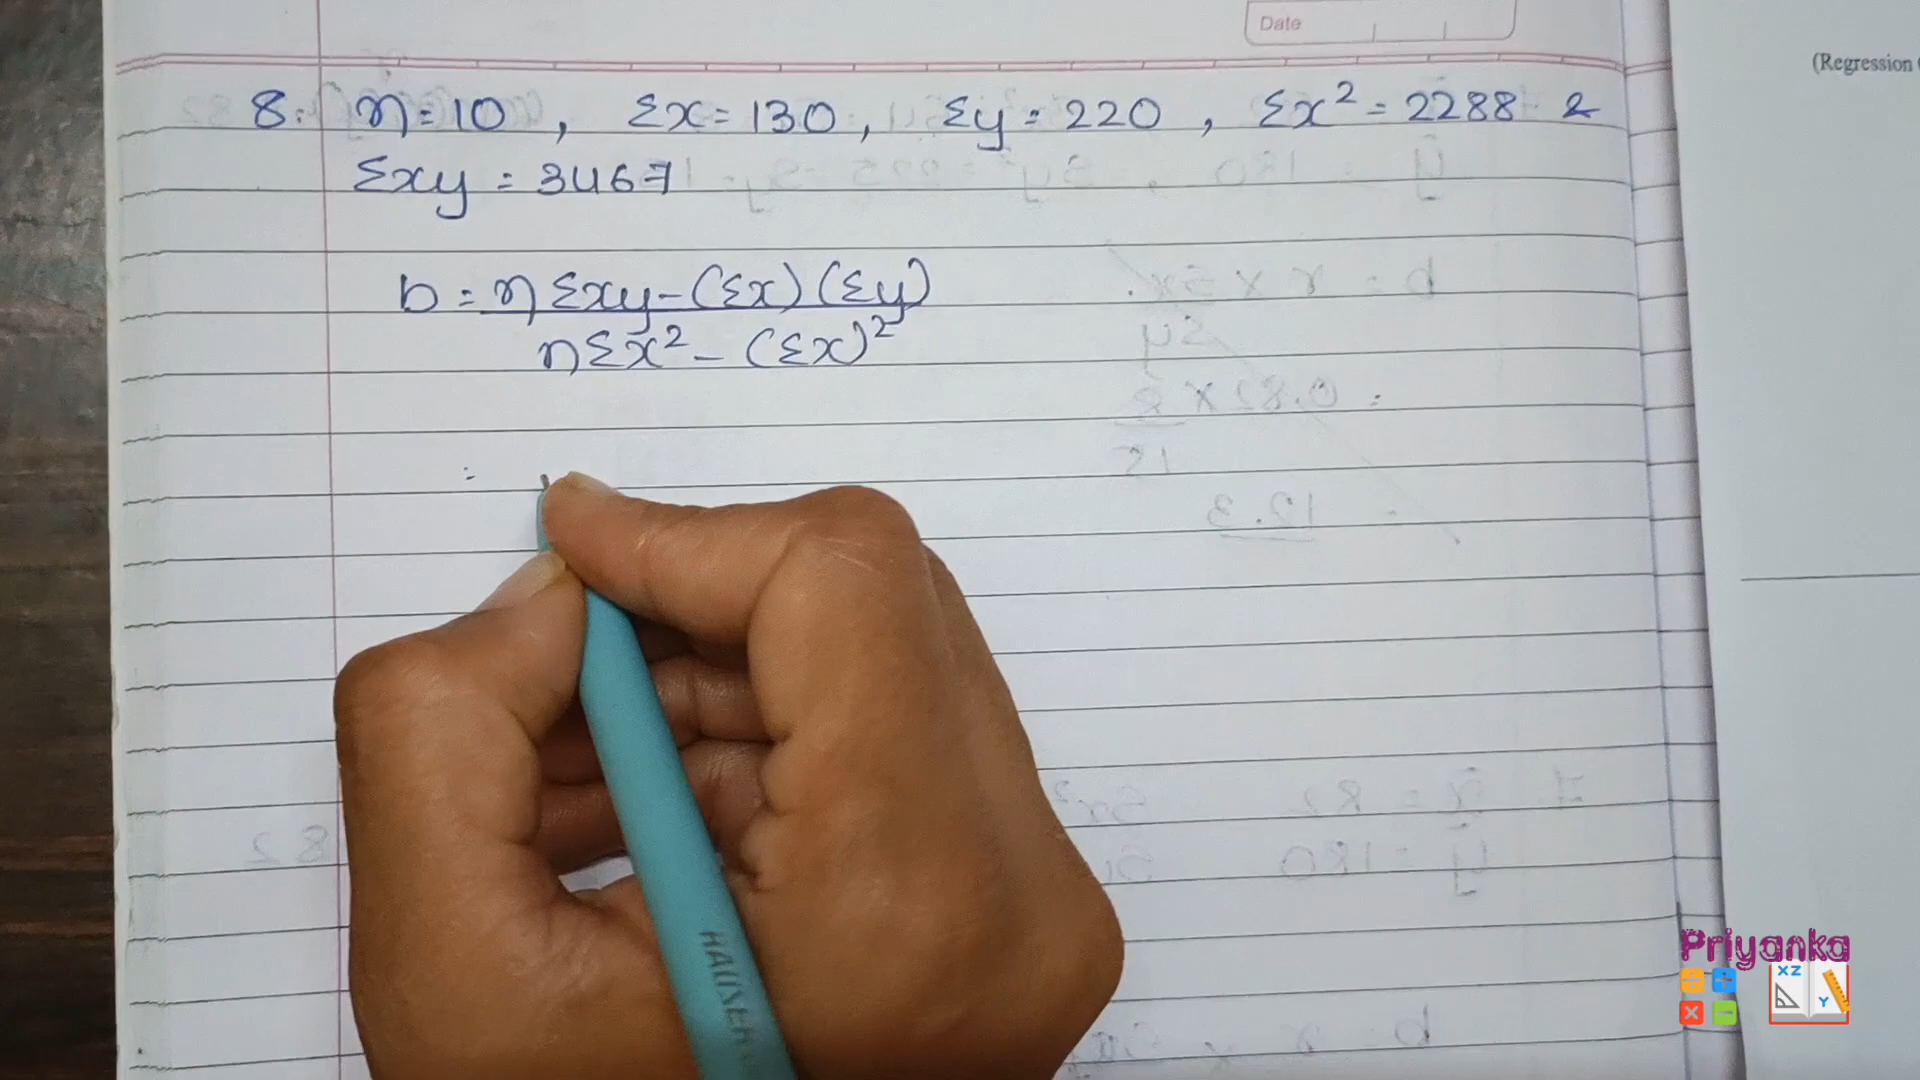 Date
(Regression
8. n = 10 , Σx = 130 , Σy = 220 , Σx² = 2288 &
Σxy = 3467
b = nΣxy - (Σx) (Σy)
nΣx² - (Σx)²
=
HAUSER
Priyanka
XZ
Y